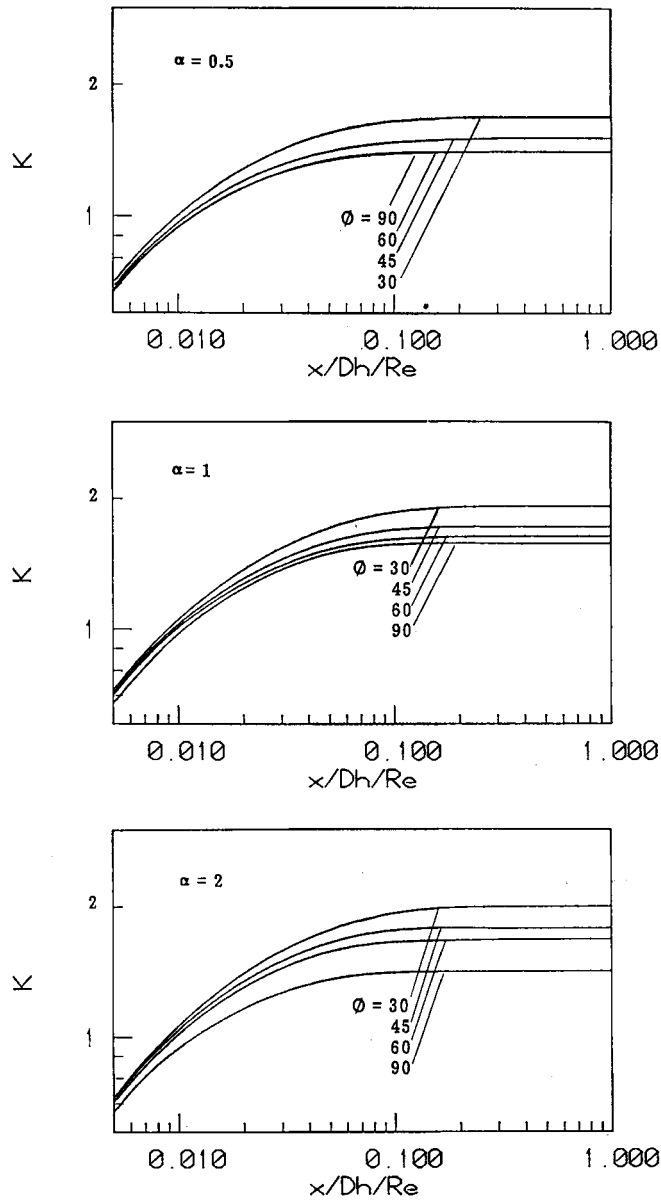 α = 0.5
2
K
1
Ø = 90
60
45
30
0.010 0.100 1.000
x/Dh/Re
α = 1
2
K
1
Ø = 30
45
60
90
0.010 0.100 1.000
x/Dh/Re
α = 2
2
K
1
Ø = 30
45
60
90
0.010 0.100 1.000
x/Dh/Re